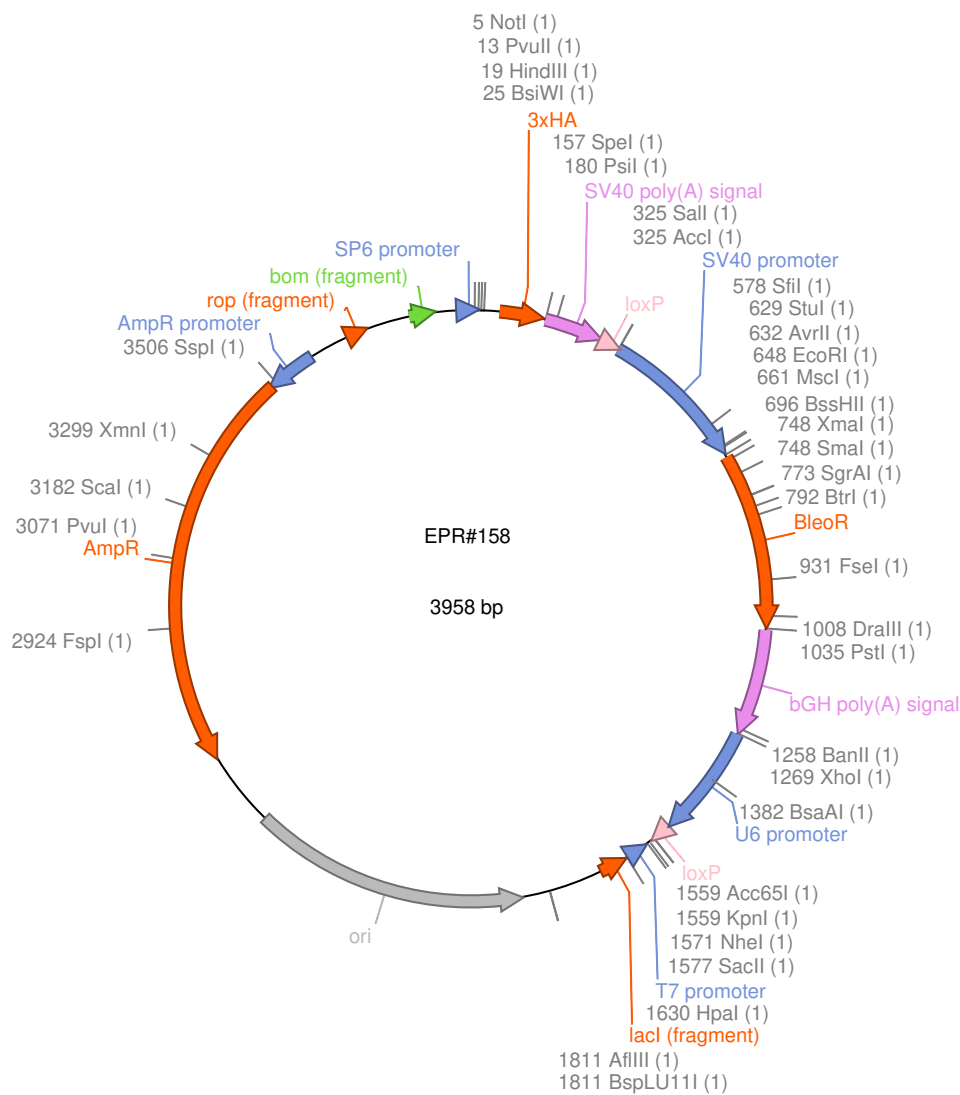 5 NotI (1)
13 PvuII (1)
19 HindIII (1)
25 BsiWI (1)
3xHA
157 SpeI (1)
180 PsiI (1)
SV40 poly(A) signal
325 SalI (1)
325 AccI (1)
SV40 promoter
578 SfiI (1)
629 StuI (1)
632 AvrII (1)
648 EcoRI (1)
661 MscI (1)
696 BssHII (1)
748 XmaI (1)
748 SmaI (1)
773 SgrAI (1)
792 BtrI (1)
BleoR
931 FseI (1)
1008 DraIII (1)
1035 PstI (1)
bGH poly(A) signal
1258 BanII (1)
1269 XhoI (1)
1382 BsaAI (1)
U6 promoter
loxP
1559 Acc65I (1)
1559 KpnI (1)
1571 NheI (1)
1577 SacII (1)
T7 promoter
1630 HpaI (1)
lacI (fragment)
1811 AflIII (1)
1811 BspLU11I (1)
ori
2924 FspI (1)
AmpR
3071 PvuI (1)
3182 ScaI (1)
3299 XmnI (1)
3506 SspI (1)
AmpR promoter
rop (fragment)
bom (fragment)
SP6 promoter
loxP
EPR#158
3958 bp